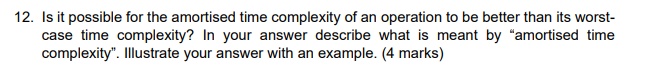 12. Is it possible for the amortised time complexity of an operation to be better than its worst-
case time complexity? In your answer describe what is meant by “amortised time
complexity”. Illustrate your answer with an example. (4 marks)